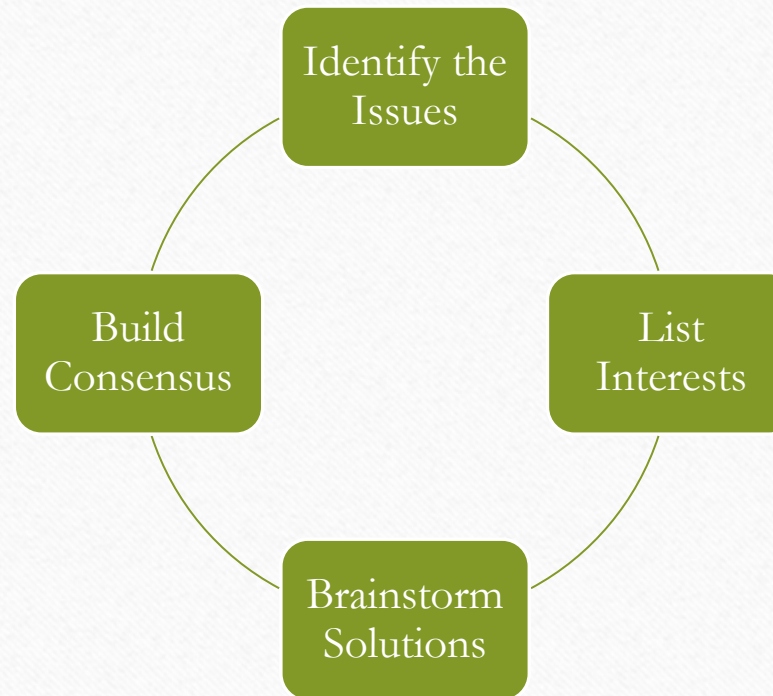 Identify the
Issues
List
Interests
Brainstorm
Solutions
Build
Consensus